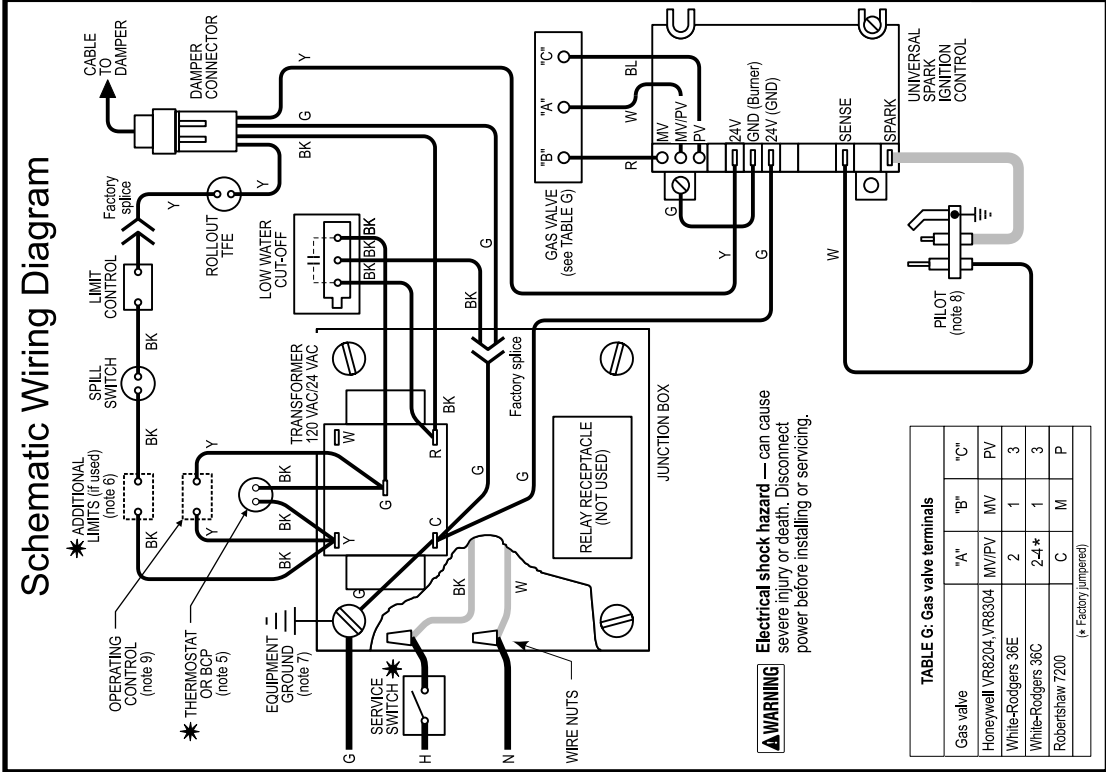 Schematic Wiring Diagram
CABLE
TO
DAMPER
DAMPER
CONNECTOR
Factory
splice
LIMIT
CONTROL
SPILL
SWITCH
✷ ADDITIONAL
LIMITS (if used)
(note 6)
OPERATING
CONTROL
(note 9)
✷ THERMOSTAT
OR BCP
(note 5)
EQUIPMENT
GROUND
(note 7)
SERVICE
SWITCH ✷
G
H
N
WIRE NUTS
BK
BK
BK
BK
Y
Y
BK
BK
Y
Y
Y
G
BK
ROLLOUT
TFE
LOW WATER
CUT-OFF
BK
BK
BK
TRANSFORMER
120 VAC/24 VAC
W
R
G
Y
C
G
BK
BK
G
G
G
Factory splice
BK
W
RELAY RECEPTACLE
(NOT USED)
JUNCTION BOX
GAS VALVE
(see TABLE G)
"B"
"A"
"C"
R
W
BL
MV
MV/PV
PV
24V
GND (Burner)
24V (GND)
SENSE
SPARK
UNIVERSAL
SPARK
IGNITION
CONTROL
G
Y
G
W
PILOT
(note 8)
WARNING
Electrical shock hazard — can cause
severe injury or death. Disconnect
power before installing or servicing.
TABLE G: Gas valve terminals
Gas valve "A" "B" "C"
Honeywell VR8204, VR8304 MV/PV MV PV
White-Rodgers 36E 2 1 3
White-Rodgers 36C 2-4* 1 3
Robertshaw 7200 C M P
(* Factory jumpered)